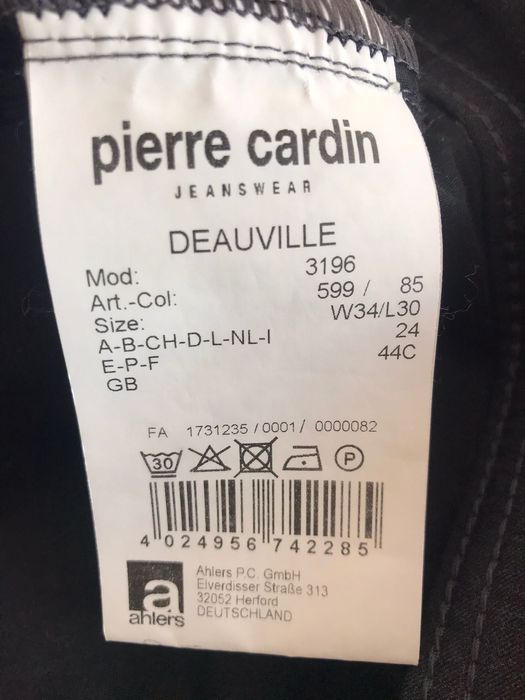 pierre cardin
JEANSWEAR
DEAUVILLE
Mod: 3196
Art.-Col: 599 / 85
Size: W34/L30
A-B-CH-D-L-NL-I 24
E-P-F 44C
GB
FA 1731235 / 0001 / 0000082
30 P
4 024956 742285
a
ahlers
Ahlers P.C. GmbH
Elverdisser Straße 313
32052 Herford
DEUTSCHLAND